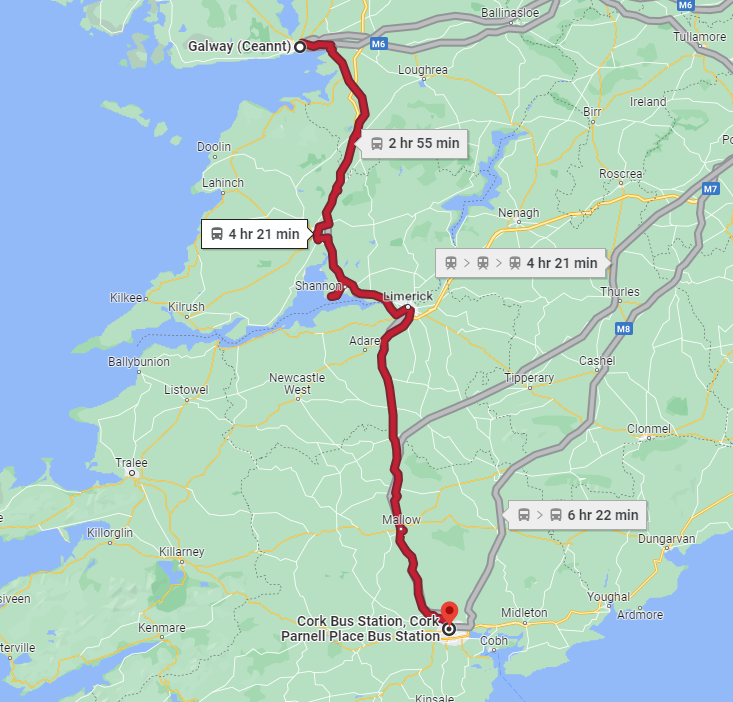 Ballinasloe
M6
Galway (Ceannt)
M6
Tullamore
Loughrea
Birr
Ireland
2 hr 55 min
Doolin
Po
Roscrea
Lahinch
M7
Nenagh
4 hr 21 min
4 hr 21 min
Shannon
Limerick
Thurles
Kilkee
Kilrush
M8
Adare
Ballybunion
Cashel
Newcastle
West
Tipperary
Listowel
Clonmel
Tralee
Mallow
6 hr 22 min
Killorglin
Dungarvan
Killarney
siveen
Youghal
Ardmore
Midleton
Cork Bus Station, Cork
Parnell Place Bus Station
Kenmare
Cobh
terville
Kinsale